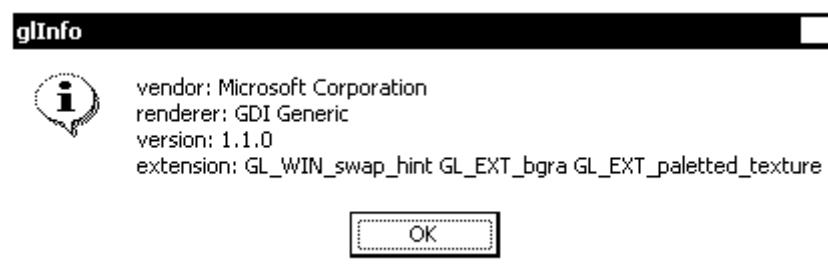 glInfo
vendor: Microsoft Corporation
renderer: GDI Generic
version: 1.1.0
extension: GL_WIN_swap_hint GL_EXT_bgra GL_EXT_paletted_texture
OK